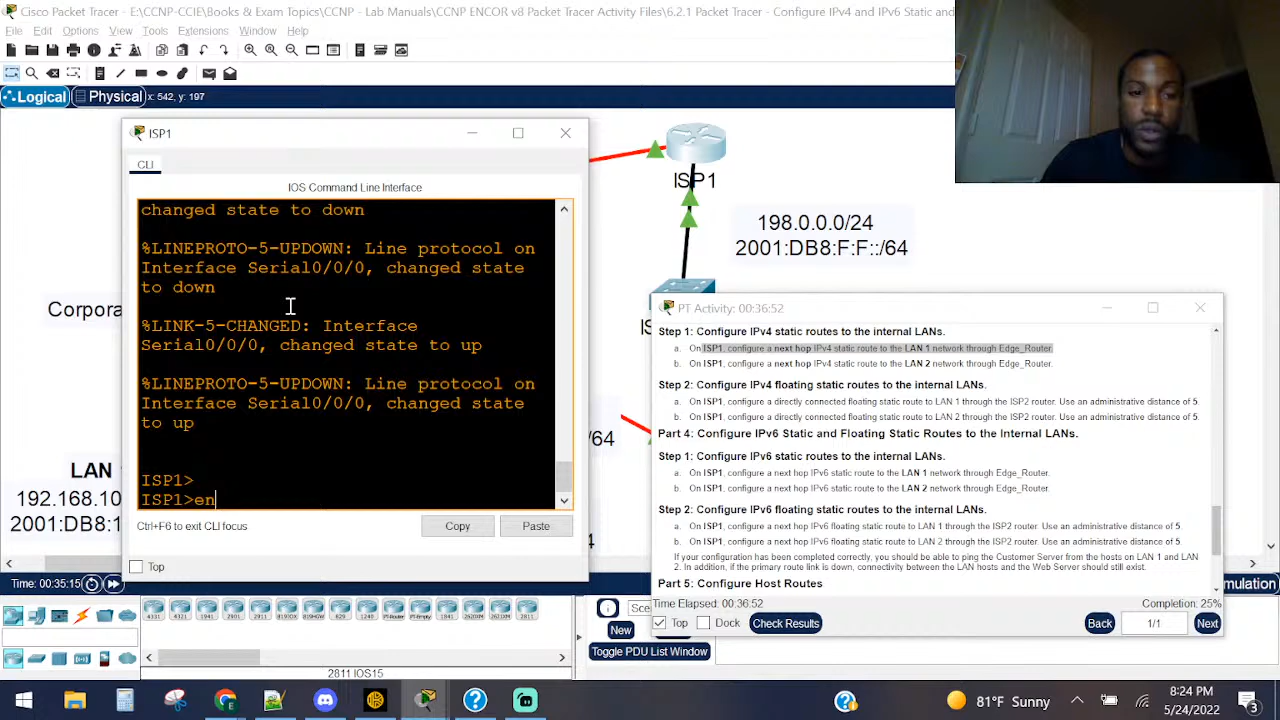 Cisco Packet Tracer - E:\CCNP-CCIE\Books & Exam Topics\CCNP - Lab Manuals\CCNP ENCOR v8 Packet Tracer Activity Files\6.2.1 Packet Tracer - Configure IPv4 and IPv6 Static and
File Edit Options View Tools Extensions Window Help
Logical Physical x: 542, y: 197
ISP1
CLI
IOS Command Line Interface
changed state to down
%LINEPROTO-5-UPDOWN: Line protocol on
Interface Serial0/0/0, changed state
to down
%LINK-5-CHANGED: Interface
Serial0/0/0, changed state to up
%LINEPROTO-5-UPDOWN: Line protocol on
Interface Serial0/0/0, changed state
to up
ISP1>
ISP1>en
Ctrl+F6 to exit CLI focus
Copy
Paste
Top
ISP1
198.0.0.0/24
2001:DB8:F:F::/64
Corpora
LAN
192.168.10
2001:DB8:1
/64
PT Activity: 00:36:52
Step 1: Configure IPv4 static routes to the internal LANs.
a. On ISP1, configure a next hop IPv4 static route to the LAN 1 network through Edge_Router.
b. On ISP1, configure a next hop IPv4 static route to the LAN 2 network through Edge_Router.
Step 2: Configure IPv4 floating static routes to the internal LANs.
a. On ISP1, configure a directly connected floating static route to LAN 1 through the ISP2 router. Use an administrative distance of 5.
b. On ISP1, configure a directly connected floating static route to LAN 2 through the ISP2 router. Use an administrative distance of 5.
Part 4: Configure IPv6 Static and Floating Static Routes to the Internal LANs.
Step 1: Configure IPv6 static routes to the internal LANs.
a. On ISP1, configure a next hop IPv6 static route to the LAN 1 network through Edge_Router.
b. On ISP1, configure a next hop IPv6 static route to the LAN 2 network through Edge_Router.
Step 2: Configure IPv6 floating static routes to the internal LANs.
a. On ISP1, configure a next hop IPv6 floating static route to LAN 1 through the ISP2 router. Use an administrative distance of 5.
b. On ISP1, configure a next hop IPv6 floating static route to LAN 2 through the ISP2 router. Use an administrative distance of 5.
If your configuration has been completed correctly, you should be able to ping the Customer Server from the hosts on LAN 1 and LAN
2. In addition, if the primary route link is down, connectivity between the LAN hosts and the Web Server should still exist.
Part 5: Configure Host Routes
Time Elapsed: 00:36:52
Completion: 25%
Top Dock Check Results
Back 1/1 Next
Time: 00:35:15
mulation
4331 4321 1941 2901 2911 819HGW 829 1240 PT-Router PT-Empty 1941 2620XM 2621XM 2811
Sce
New
Toggle PDU List Window
2811 IOS15
81°F Sunny
8:24 PM
5/24/2022
3